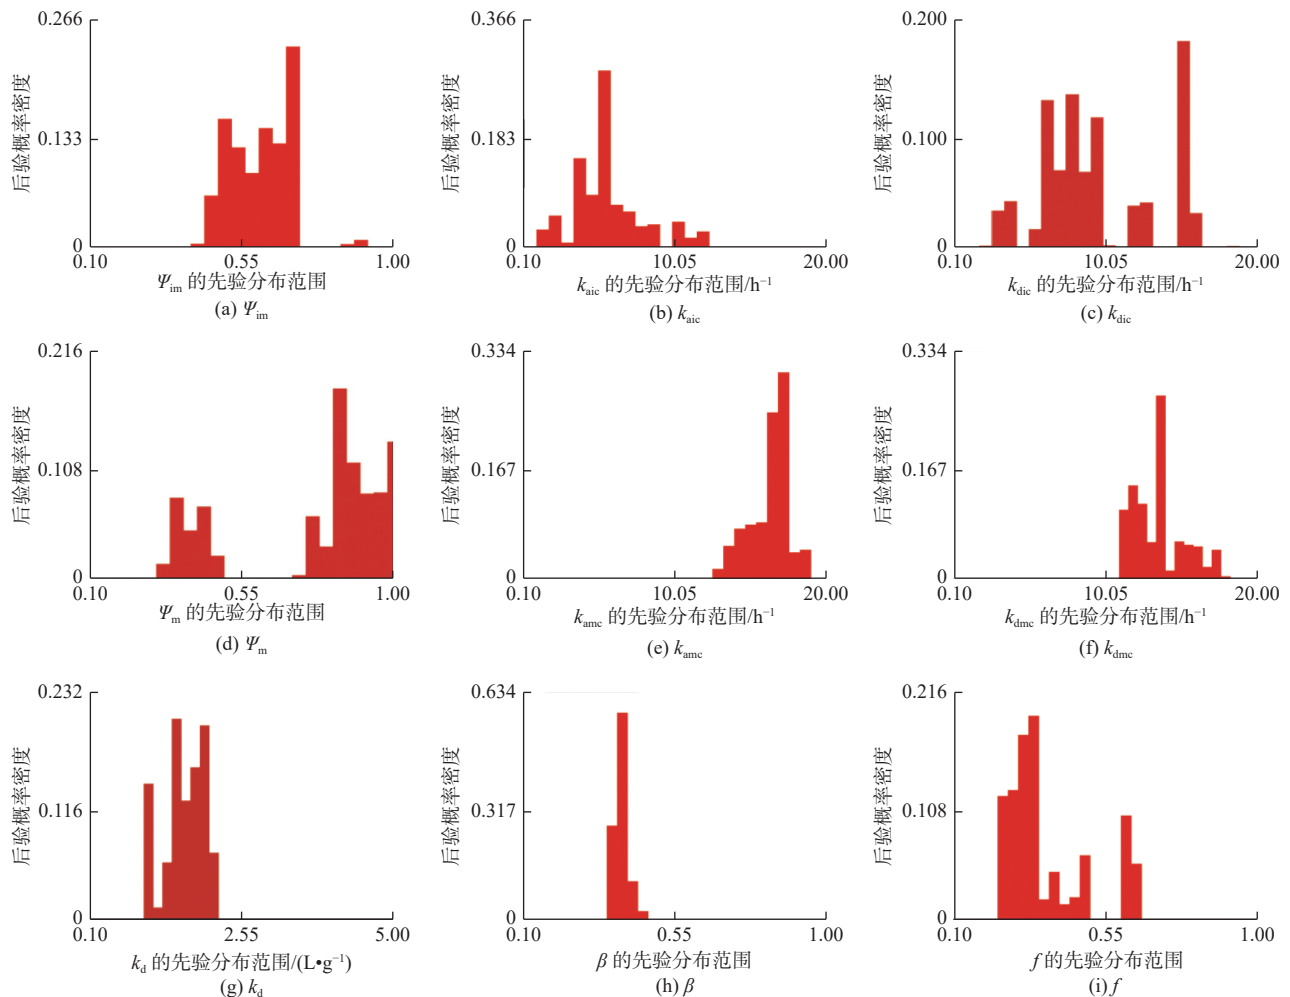 0.266
0.133
0
0.10
0.55
1.00
后验概率密度
Ψim 的先验分布范围
(a) Ψim
0.366
0.183
0
0.10
10.05
20.00
后验概率密度
kaic 的先验分布范围/h⁻¹
(b) kaic
0.200
0.100
0
0.10
10.05
20.00
后验概率密度
kdic 的先验分布范围/h⁻¹
(c) kdic
0.216
0.108
0
0.10
0.55
1.00
后验概率密度
Ψm 的先验分布范围
(d) Ψm
0.334
0.167
0
0.10
10.05
20.00
后验概率密度
kamc 的先验分布范围/h⁻¹
(e) kamc
0.334
0.167
0
0.10
10.05
20.00
后验概率密度
kdmc 的先验分布范围/h⁻¹
(f) kdmc
0.232
0.116
0
0.10
2.55
5.00
后验概率密度
kd 的先验分布范围/(L•g⁻¹)
(g) kd
0.634
0.317
0
0.10
0.55
1.00
后验概率密度
β 的先验分布范围
(h) β
0.216
0.108
0
0.10
0.55
1.00
后验概率密度
f 的先验分布范围
(i) f